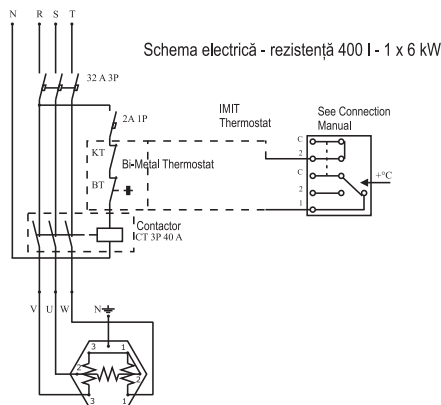 N R S T
Schema electrică - rezistență 400 l - 1 x 6 kW
32 A 3P
2A 1P
IMIT
Thermostat
See Connection
Manual
KT
Bi-Metal Thermostat
BT
C
2
C
2
1
+°C
Contactor
CT 3P 40 A
V U W N
3 1
2 2
3 1